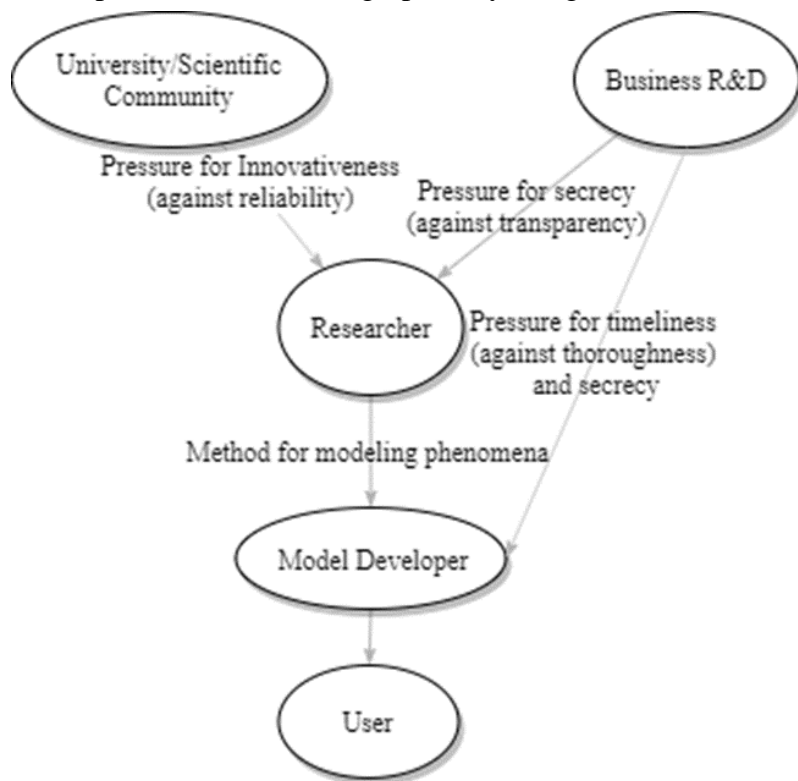 University/Scientific
Community
Business R&D
Pressure for Innovativeness
(against reliability)
Pressure for secrecy
(against transparency)
Researcher
Pressure for timeliness
(against thoroughness)
and secrecy
Method for modeling phenomena
Model Developer
User